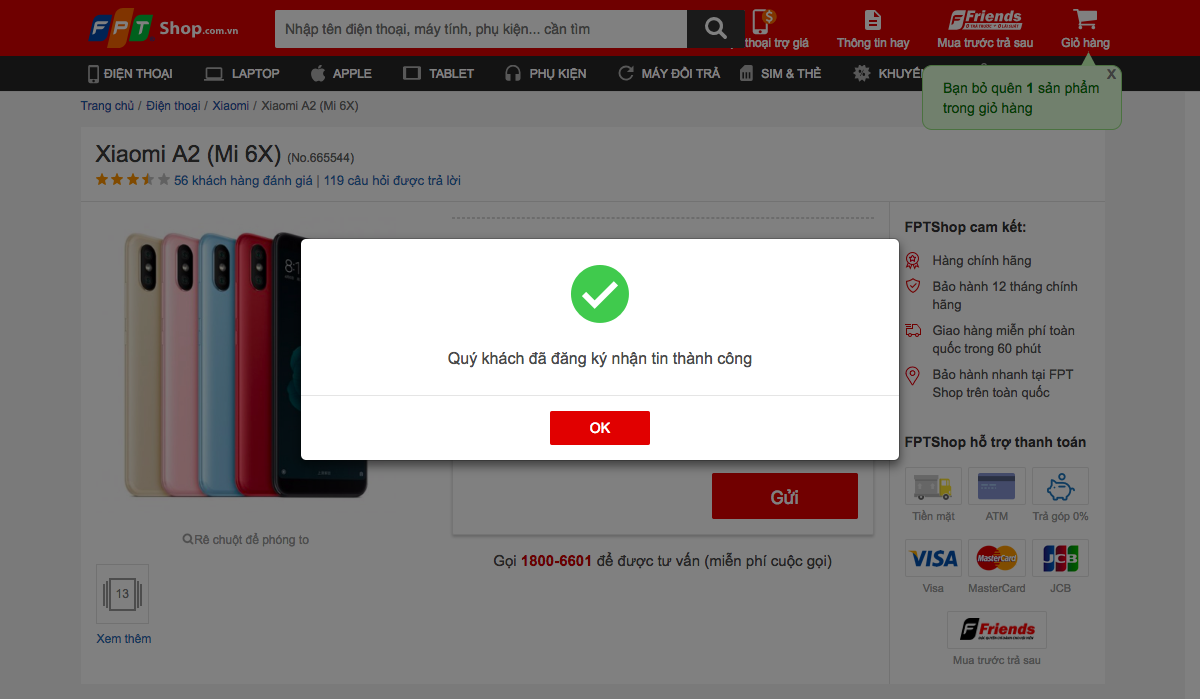 FPT Shop.com.vn
Nhập tên điện thoại, máy tính, phụ kiện... cần tìm
thoại trợ giá
Thông tin hay
Friends
Mua trước trả sau
Giỏ hàng
ĐIỆN THOẠI
LAPTOP
APPLE
TABLET
PHỤ KIỆN
MÁY ĐỔI TRẢ
SIM & THẺ
Bạn bỏ quên 1 sản phẩm
trong giỏ hàng
X
Trang chủ / Điện thoại / Xiaomi / Xiaomi A2 (Mi 6X)
Xiaomi A2 (Mi 6X) (No.665544)
56 khách hàng đánh giá | 119 câu hỏi được trả lời
Quý khách đã đăng ký nhận tin thành công
OK
Gửi
Gọi 1800-6601 để được tư vấn (miễn phí cuộc gọi)
Rê chuột để phóng to
13
Xem thêm
FPTShop cam kết:
Hàng chính hãng
Bảo hành 12 tháng chính
hãng
Giao hàng miễn phí toàn
quốc trong 60 phút
Bảo hành nhanh tại FPT
Shop trên toàn quốc
FPTShop hỗ trợ thanh toán
Tiền mặt
ATM
Trả góp 0%
VISA
MasterCard
JCB
Visa
MasterCard
JCB
Friends
Mua trước trả sau